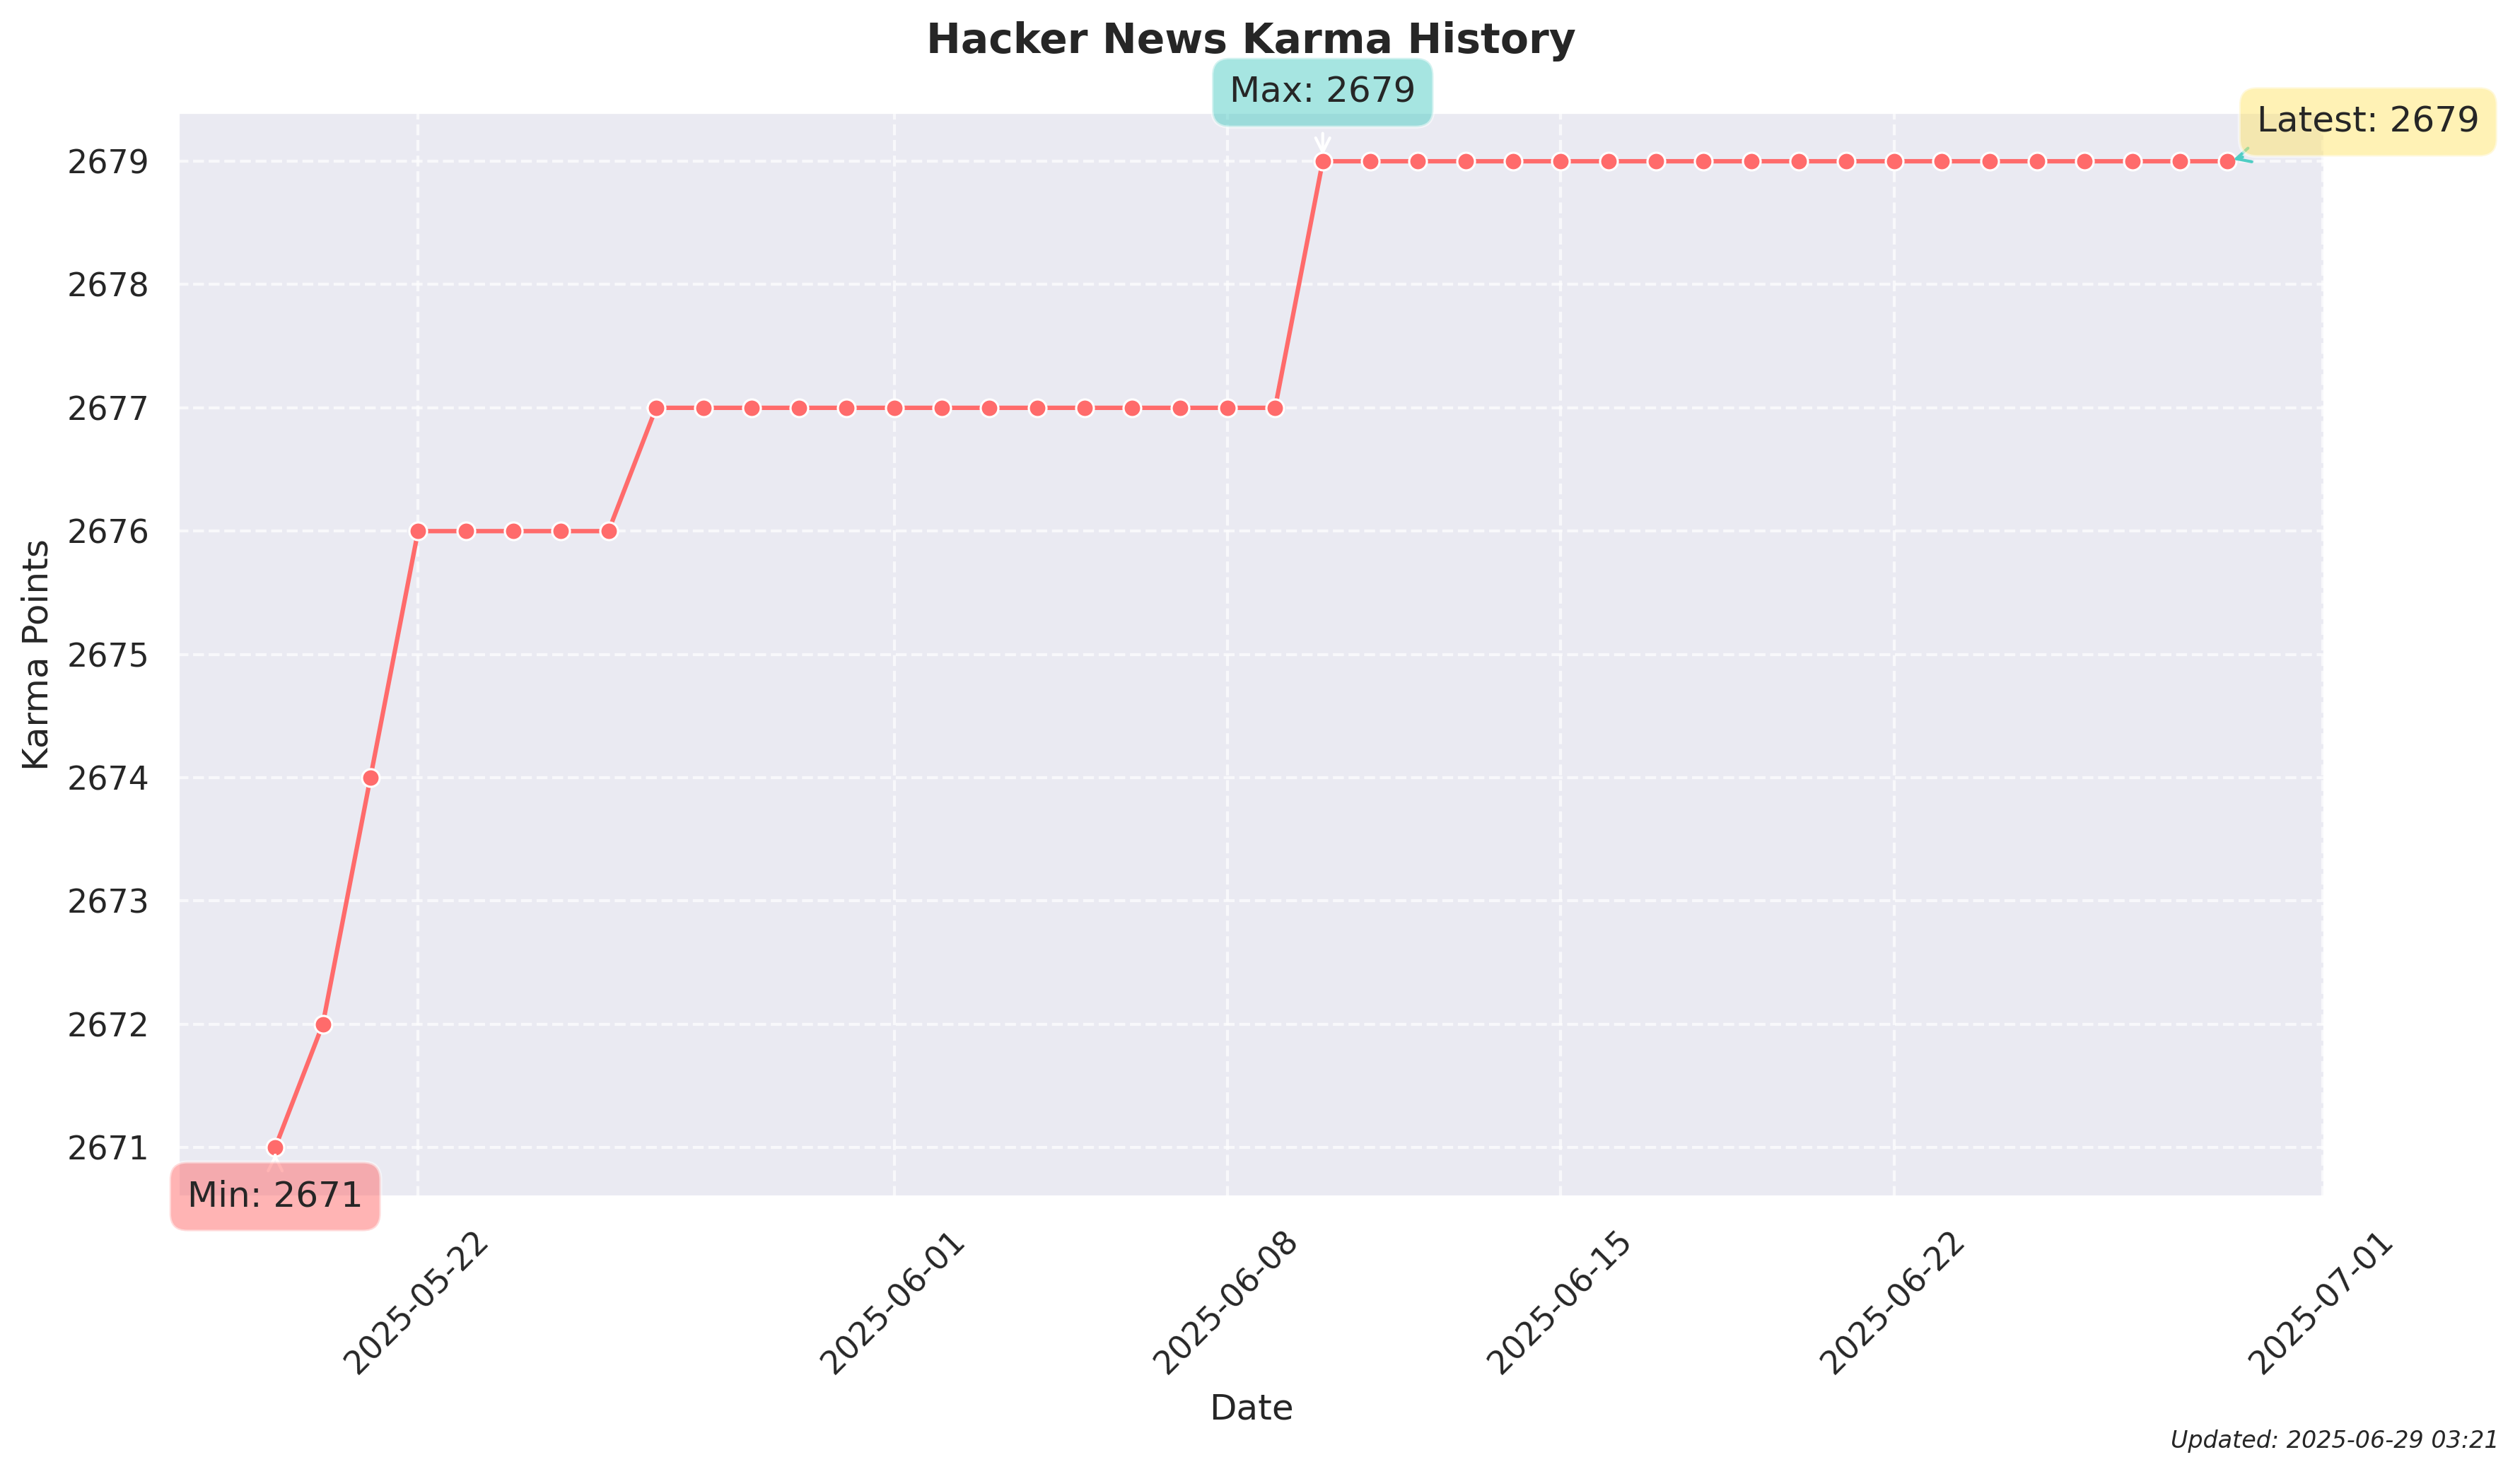 Hacker News Karma History
Max: 2679
Latest: 2679
2679
2678
2677
2676
2675
2674
2673
2672
2671
Karma Points
Min: 2671
2025-05-22
2025-06-01
2025-06-08
2025-06-15
2025-06-22
2025-07-01
Date
Updated: 2025-06-29 03:21